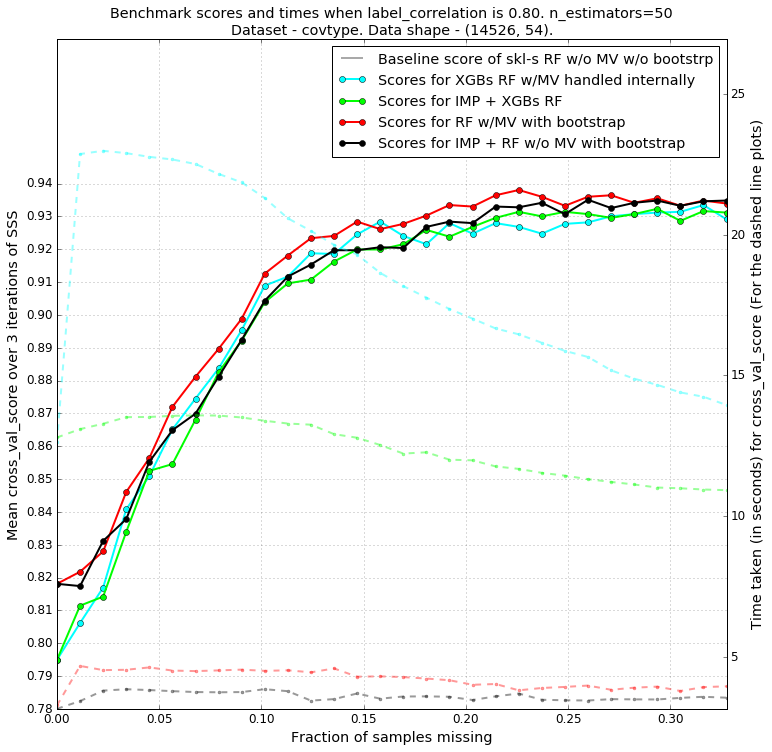 Benchmark scores and times when label_correlation is 0.80. n_estimators=50
Dataset - covtype. Data shape - (14526, 54).
Baseline score of skl-s RF w/o MV w/o bootstrp
Scores for XGBs RF w/MV handled internally
Scores for IMP + XGBs RF
Scores for RF w/MV with bootstrap
Scores for IMP + RF w/o MV with bootstrap
Mean cross_val_score over 3 iterations of SSS
0.94
0.93
0.92
0.91
0.90
0.89
0.88
0.87
0.86
0.85
0.84
0.83
0.82
0.81
0.80
0.79
0.78
25
20
15
10
5
Time taken (in seconds) for cross_val_score (For the dashed line plots)
0.00
0.05
0.10
0.15
0.20
0.25
0.30
Fraction of samples missing